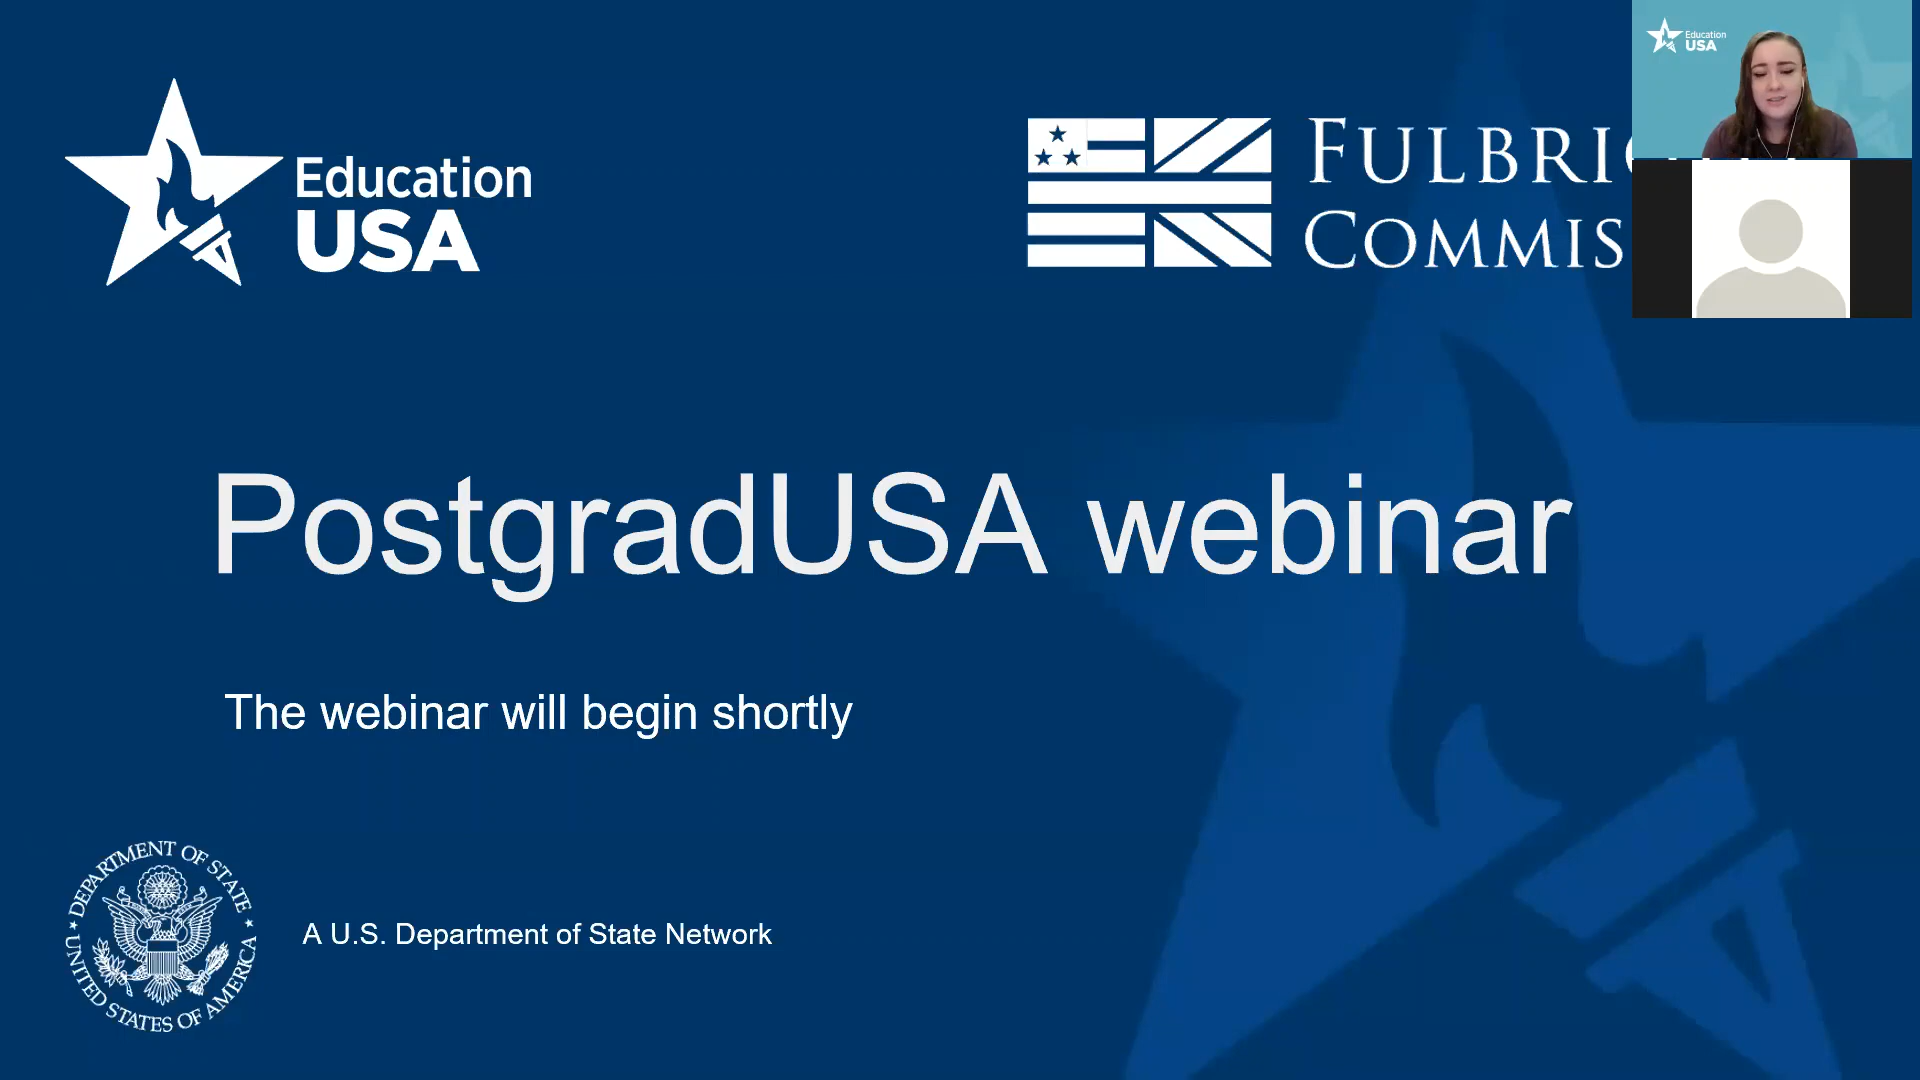 Education
USA
FULBRI
COMMIS
Education
USA
PostgradUSA webinar
The webinar will begin shortly
DEPARTMENT OF STATE
UNITED STATES OF AMERICA
A U.S. Department of State Network